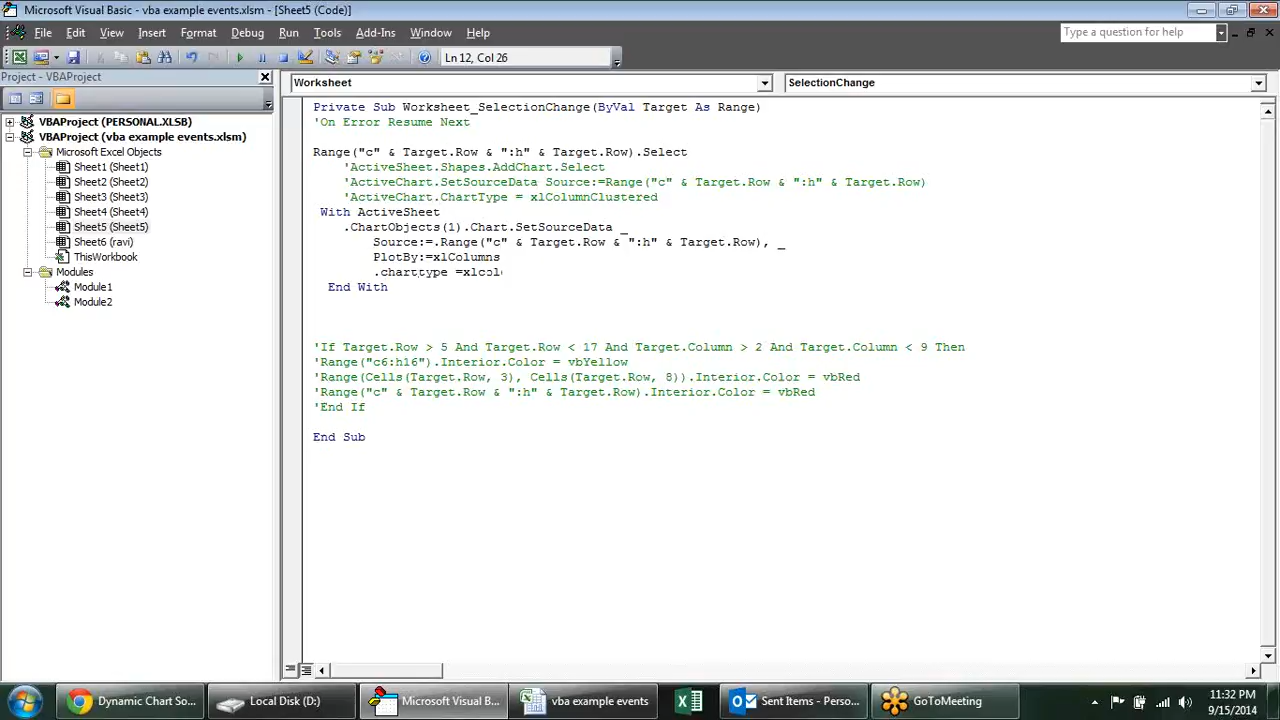 Microsoft Visual Basic - vba example events.xlsm - [Sheet5 (Code)]
File Edit View Insert Format Debug Run Tools Add-Ins Window Help
Type a question for help
Ln 12, Col 26
Project - VBAProject
Worksheet
SelectionChange
VBAProject (PERSONAL.XLSB)
VBAProject (vba example events.xlsm)
Microsoft Excel Objects
Sheet1 (Sheet1)
Sheet2 (Sheet2)
Sheet3 (Sheet3)
Sheet4 (Sheet4)
Sheet5 (Sheet5)
Sheet6 (ravi)
ThisWorkbook
Modules
Module1
Module2
Private Sub Worksheet_SelectionChange(ByVal Target As Range)
'On Error Resume Next
Range("c" & Target.Row & ":h" & Target.Row).Select
'ActiveSheet.Shapes.AddChart.Select
'ActiveChart.SetSourceData Source:=Range("c" & Target.Row & ":h" & Target.Row)
'ActiveChart.ChartType = xlColumnClustered
With ActiveSheet
.ChartObjects(1).Chart.SetSourceData _
Source:=.Range("c" & Target.Row & ":h" & Target.Row), _
PlotBy:=xlColumns
.charttype =xlcol
End With
'If Target.Row > 5 And Target.Row < 17 And Target.Column > 2 And Target.Column < 9 Then
'Range("c6:h16").Interior.Color = vbYellow
'Range(Cells(Target.Row, 3), Cells(Target.Row, 8)).Interior.Color = vbRed
'Range("c" & Target.Row & ":h" & Target.Row).Interior.Color = vbRed
'End If
End Sub
Dynamic Chart So...
Local Disk (D:)
Microsoft Visual B...
vba example events
Sent Items - Perso...
GoToMeeting
11:32 PM
9/15/2014